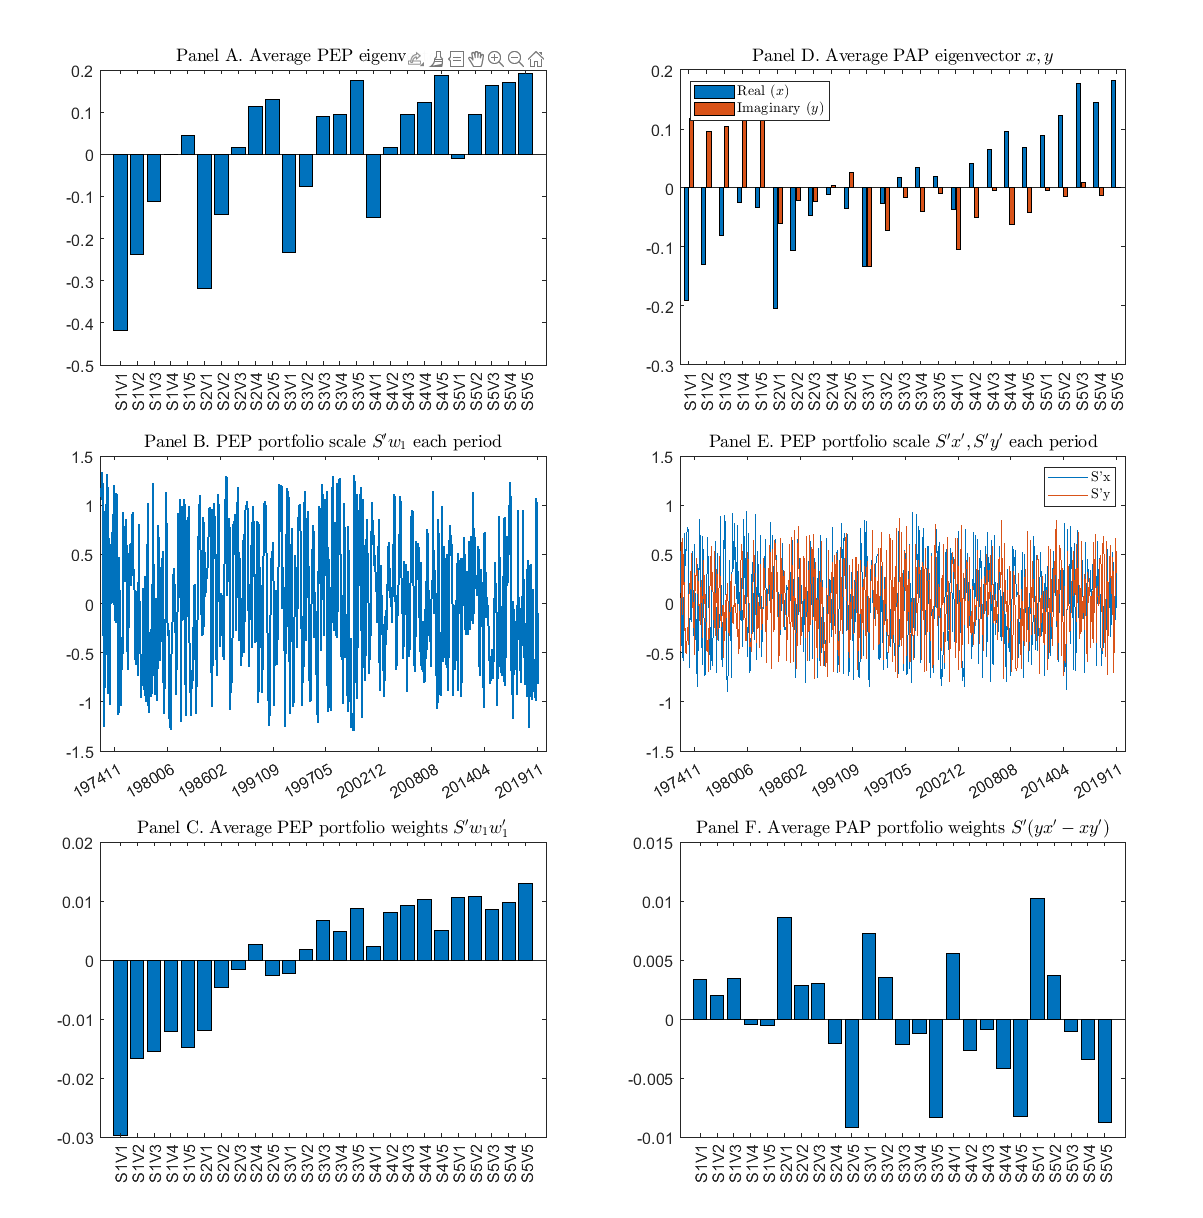 Panel A. Average PEP eigenv
0.2
0.1
0
-0.1
-0.2
-0.3
-0.4
-0.5
S1V1
S1V2
S1V3
S1V4
S1V5
S2V1
S2V2
S2V3
S2V4
S2V5
S3V1
S3V2
S3V3
S3V4
S3V5
S4V1
S4V2
S4V3
S4V4
S4V5
S5V1
S5V2
S5V3
S5V4
S5V5
Panel D. Average PAP eigenvector x, y
Real (x)
Imaginary (y)
0.2
0.1
0
-0.1
-0.2
-0.3
S1V1
S1V2
S1V3
S1V4
S1V5
S2V1
S2V2
S2V3
S2V4
S2V5
S3V1
S3V2
S3V3
S3V4
S3V5
S4V1
S4V2
S4V3
S4V4
S4V5
S5V1
S5V2
S5V3
S5V4
S5V5
Panel B. PEP portfolio scale S′w₁ each period
1.5
1
0.5
0
-0.5
-1
-1.5
197411
198006
198602
199109
199705
200212
200808
201404
201911
Panel E. PEP portfolio scale S′x′, S′y′ each period
S'x
S'y
1.5
1
0.5
0
-0.5
-1
-1.5
197411
198006
198602
199109
199705
200212
200808
201404
201911
Panel C. Average PEP portfolio weights S′w₁w₁′
0.02
0.01
0
-0.01
-0.02
-0.03
S1V1
S1V2
S1V3
S1V4
S1V5
S2V1
S2V2
S2V3
S2V4
S2V5
S3V1
S3V2
S3V3
S3V4
S3V5
S4V1
S4V2
S4V3
S4V4
S4V5
S5V1
S5V2
S5V3
S5V4
S5V5
Panel F. Average PAP portfolio weights S′(yx′ − xy′)
0.015
0.01
0.005
0
-0.005
-0.01
S1V1
S1V2
S1V3
S1V4
S1V5
S2V1
S2V2
S2V3
S2V4
S2V5
S3V1
S3V2
S3V3
S3V4
S3V5
S4V1
S4V2
S4V3
S4V4
S4V5
S5V1
S5V2
S5V3
S5V4
S5V5